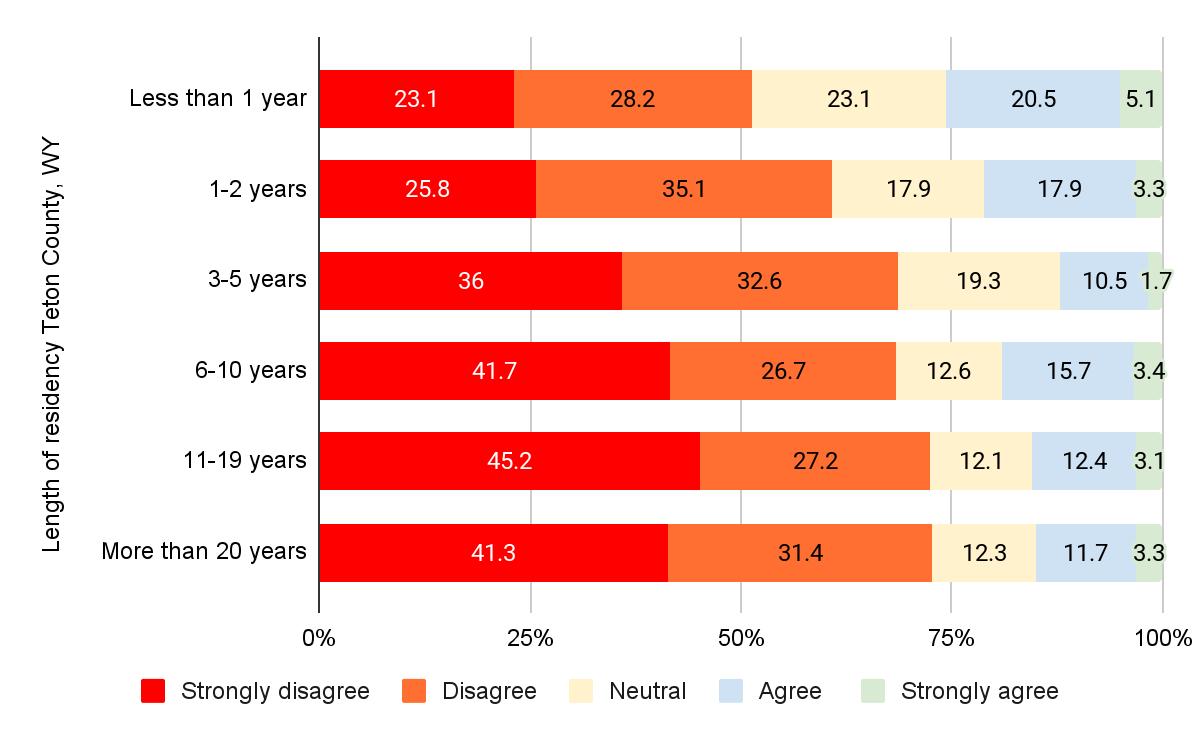 Length of residency Teton County, WY
Less than 1 year 23.1 28.2 23.1 20.5 5.1
1-2 years 25.8 35.1 17.9 17.9 3.3
3-5 years 36 32.6 19.3 10.5 1.7
6-10 years 41.7 26.7 12.6 15.7 3.4
11-19 years 45.2 27.2 12.1 12.4 3.1
More than 20 years 41.3 31.4 12.3 11.7 3.3
0% 25% 50% 75% 100%
Strongly disagree Disagree Neutral Agree Strongly agree